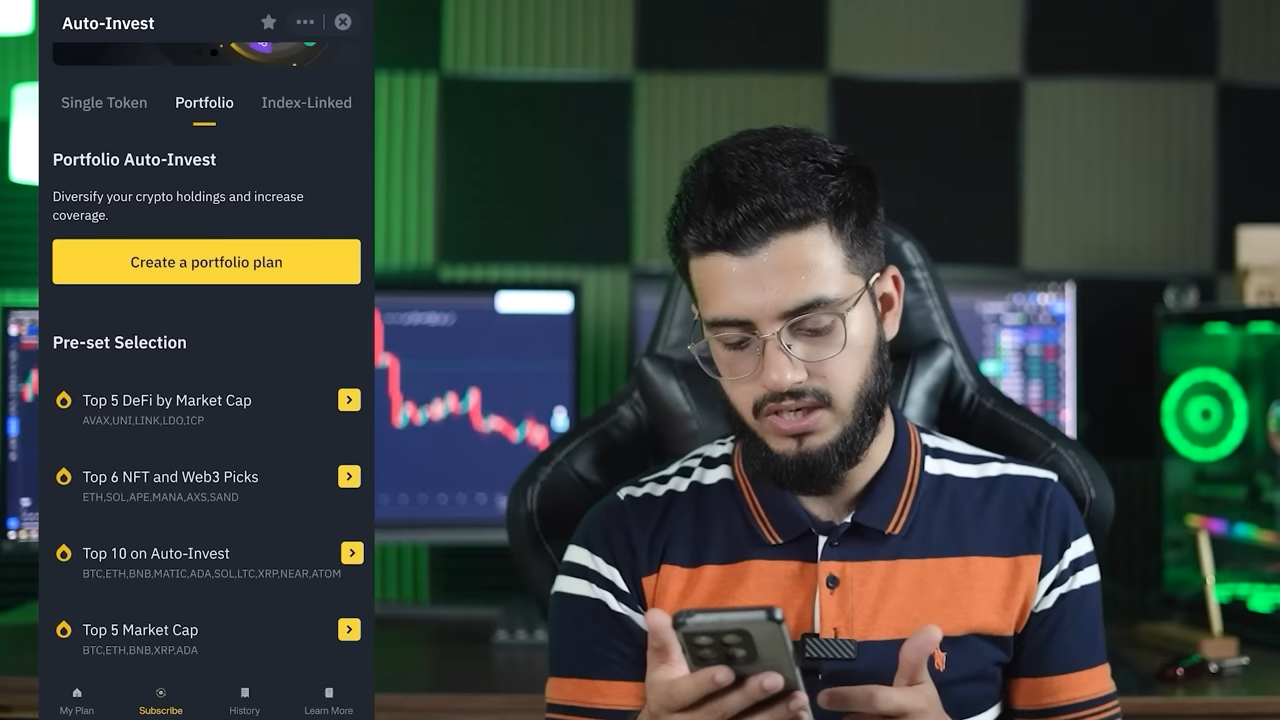 Auto-Invest
Single Token
Portfolio
Index-Linked
Portfolio Auto-Invest
Diversify your crypto holdings and increase
coverage.
Create a portfolio plan
Pre-set Selection
Top 5 DeFi by Market Cap
AVAX,UNI,LINK,LDO,ICP
Top 6 NFT and Web3 Picks
ETH,SOL,APE,MANA,AXS,SAND
Top 10 on Auto-Invest
BTC,ETH,BNB,MATIC,ADA,SOL,LTC,XRP,NEAR,ATOM
Top 5 Market Cap
BTC,ETH,BNB,XRP,ADA
My Plan
Subscribe
History
Learn More